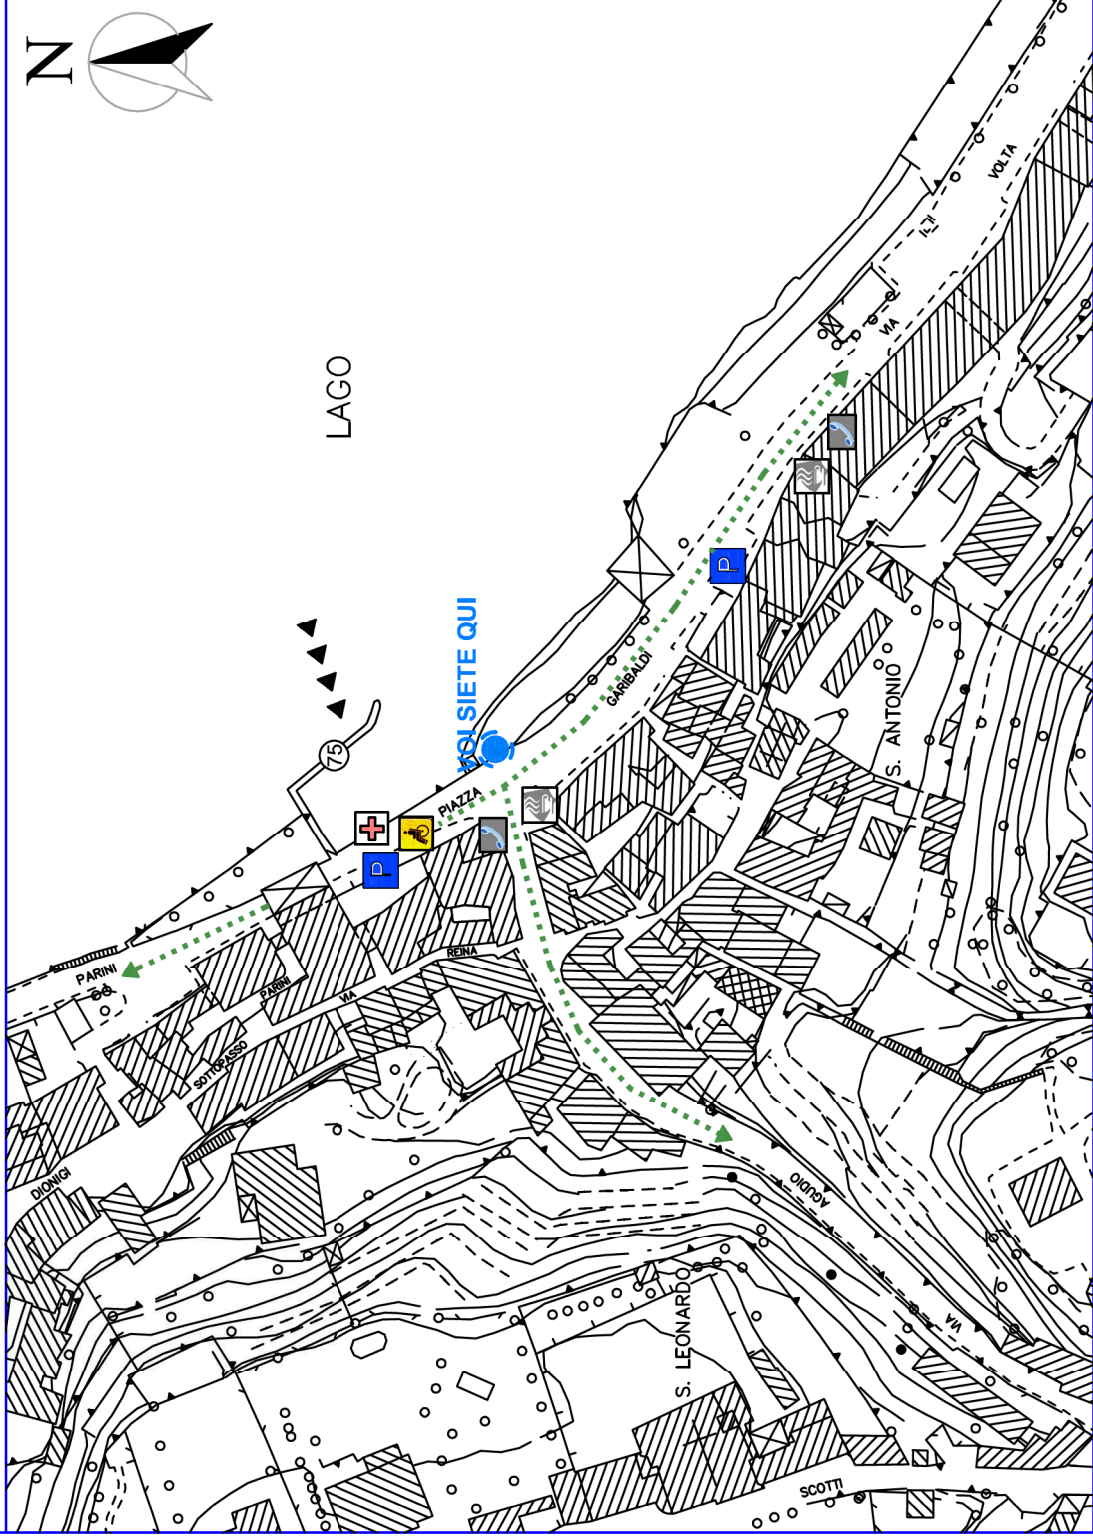 N
LAGO
VOLTA
VIA
75
VOI SIETE QUI
PIAZZA
GARIBALDI
P
P
PARINI
PARINI
VIA
REINA
SOTTOPASSO
DIONIGI
S. ANTONIO
AGUDIO
VIA
S. LEONARDO
SCOTTI